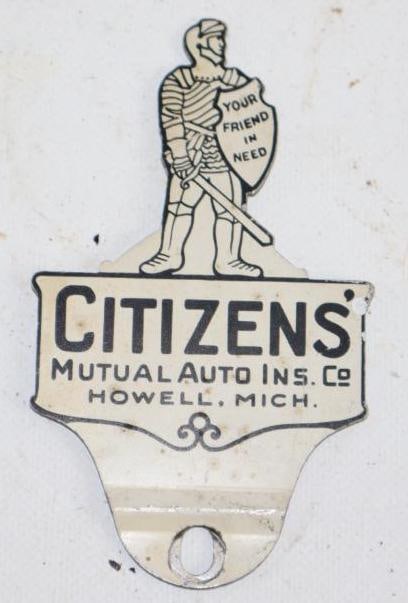 YOUR
FRIEND
IN
NEED
CITIZENS'
MUTUAL AUTO INS. CO
HOWELL, MICH.